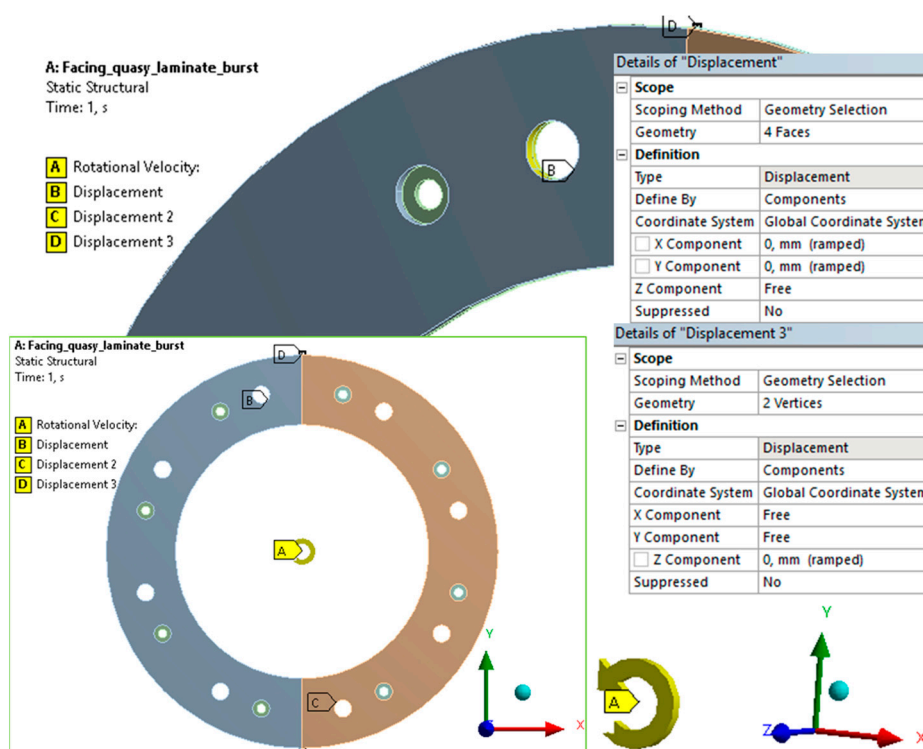 D
A: Facing_quasy_laminate_burst
Static Structural
Time: 1, s
A Rotational Velocity:
B Displacement
C Displacement 2
D Displacement 3
B
Details of "Displacement"
Scope
Scoping Method Geometry Selection
Geometry 4 Faces
Definition
Type Displacement
Define By Components
Coordinate System Global Coordinate System
X Component 0, mm (ramped)
Y Component 0, mm (ramped)
Z Component Free
Suppressed No
Details of "Displacement 3"
Scope
Scoping Method Geometry Selection
Geometry 2 Vertices
Definition
Type Displacement
Define By Components
Coordinate System Global Coordinate System
X Component Free
Y Component Free
Z Component 0, mm (ramped)
Suppressed No
A: Facing_quasy_laminate_burst
Static Structural
Time: 1, s
A Rotational Velocity:
B Displacement
C Displacement 2
D Displacement 3
D
B
A
C
Y
Z
X
A
Y
Z
X